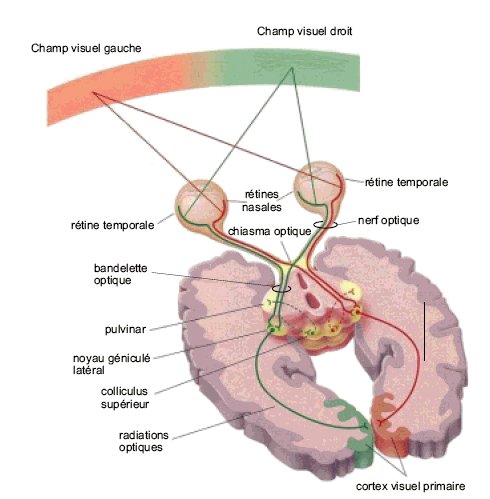 Champ visuel droit
Champ visuel gauche
rétine temporale
rétines
nasales
rétine temporale
nerf optique
chiasma optique
bandelette
optique
pulvinar
noyau géniculé
latéral
colliculus
supérieur
radiations
optiques
cortex visuel primaire